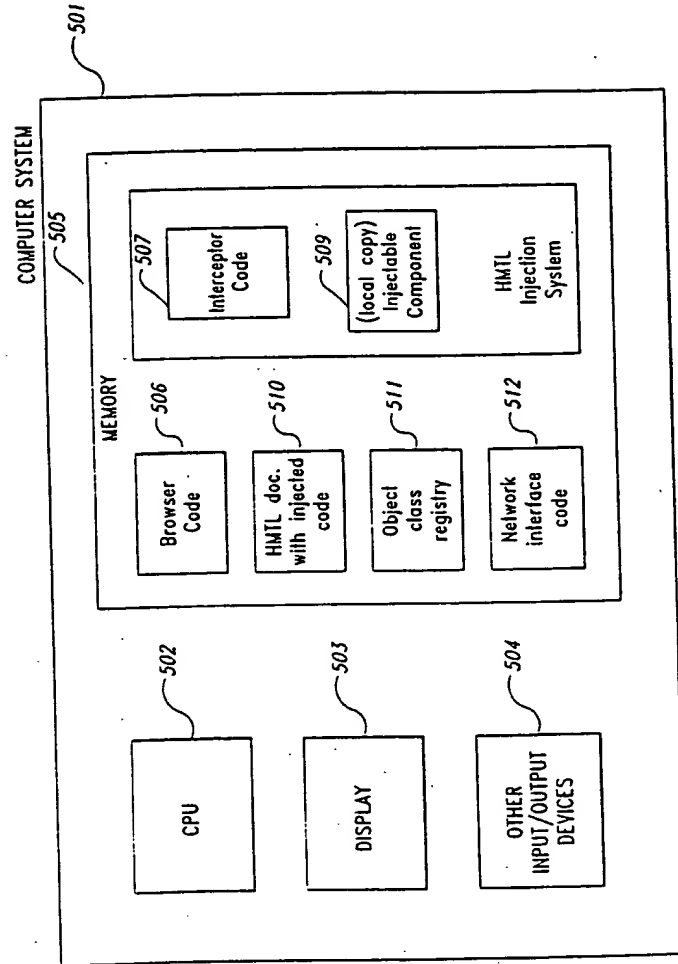 COMPUTER SYSTEM
501
505
MEMORY
502
CPU
503
DISPLAY
504
OTHER
INPUT/OUTPUT
DEVICES
506
Browser
Code
510
HMTL doc.
with injected
code
511
Object
class
registry
512
Network
interface
code
507
Interceptor
Code
509
(local copy)
Injectable
Component
HMTL
Injection
System